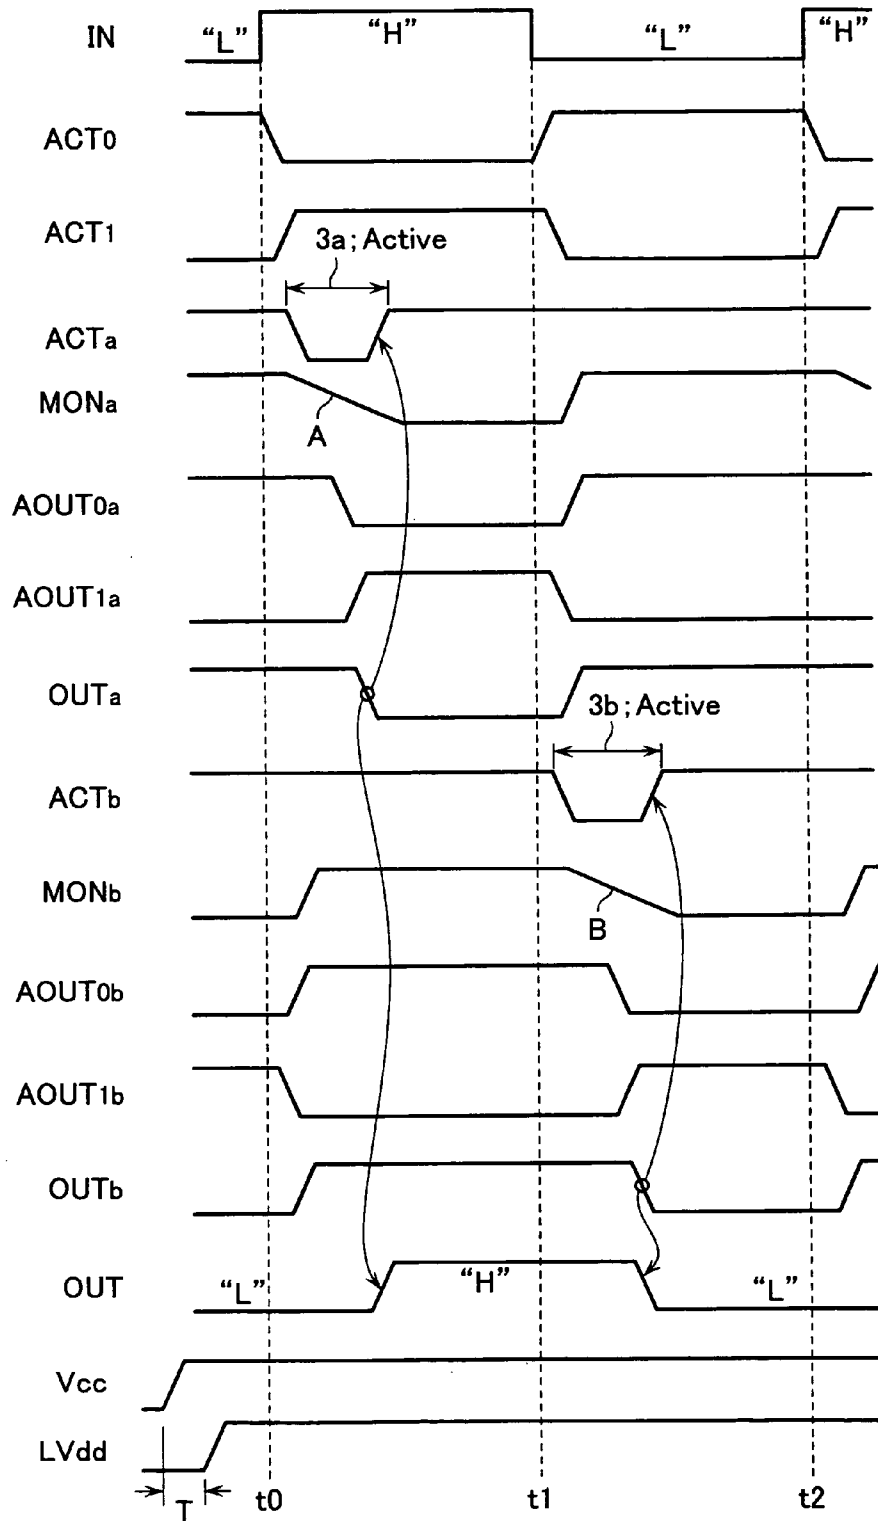 IN “L” “H” “L” “H”
ACT0
ACT1
3a;Active
ACTa
MONa
A
AOUT0a
AOUT1a
OUTa
3b;Active
ACTb
MONb
B
AOUT0b
AOUT1b
OUTb
OUT “L” “H” “L”
Vcc
LVdd
T t0 t1 t2